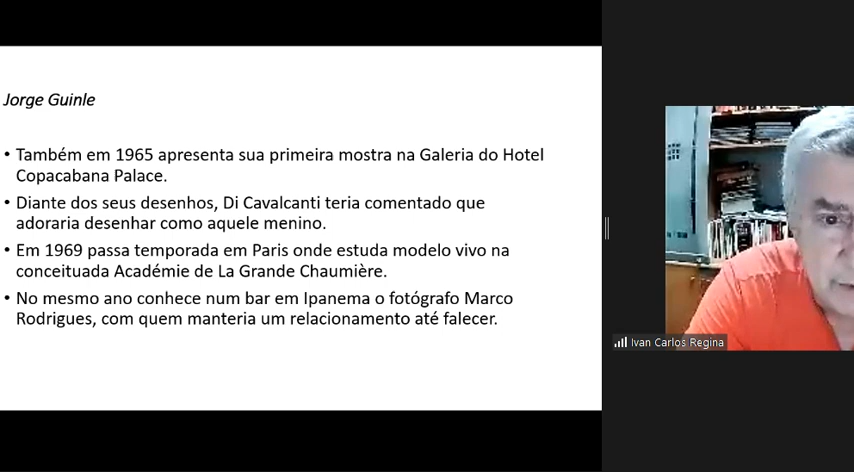 Jorge Guinle
• Também em 1965 apresenta sua primeira mostra na Galeria do Hotel
Copacabana Palace.
• Diante dos seus desenhos, Di Cavalcanti teria comentado que
adoraria desenhar como aquele menino.
• Em 1969 passa temporada em Paris onde estuda modelo vivo na
conceituada Académie de La Grande Chaumière.
• No mesmo ano conhece num bar em Ipanema o fotógrafo Marco
Rodrigues, com quem manteria um relacionamento até falecer.
Ivan Carlos Regina